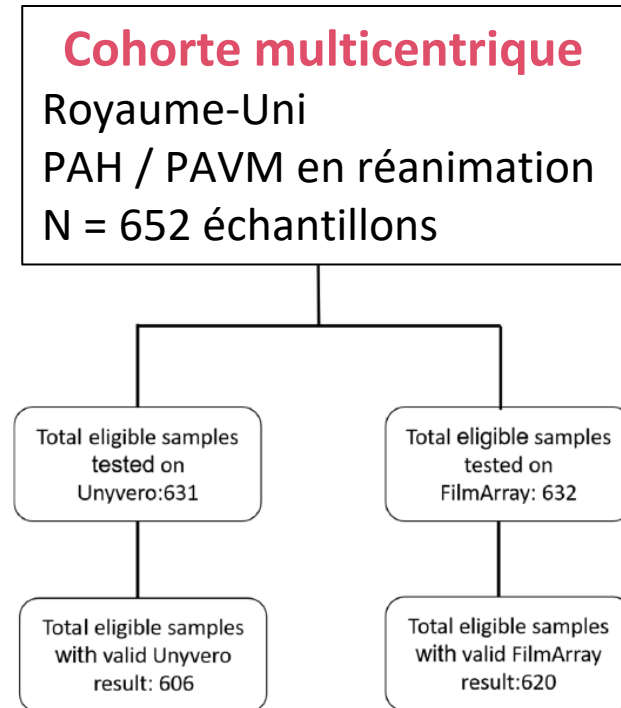 Cohorte multicentrique
Royaume-Uni
PAH / PAVM en réanimation
N = 652 échantillons
Total eligible samples
tested on
Unyvero:631
Total eligible samples
tested on
FilmArray: 632
Total eligible samples
with valid Unyvero
result: 606
Total eligible samples
with valid FilmArray
result:620